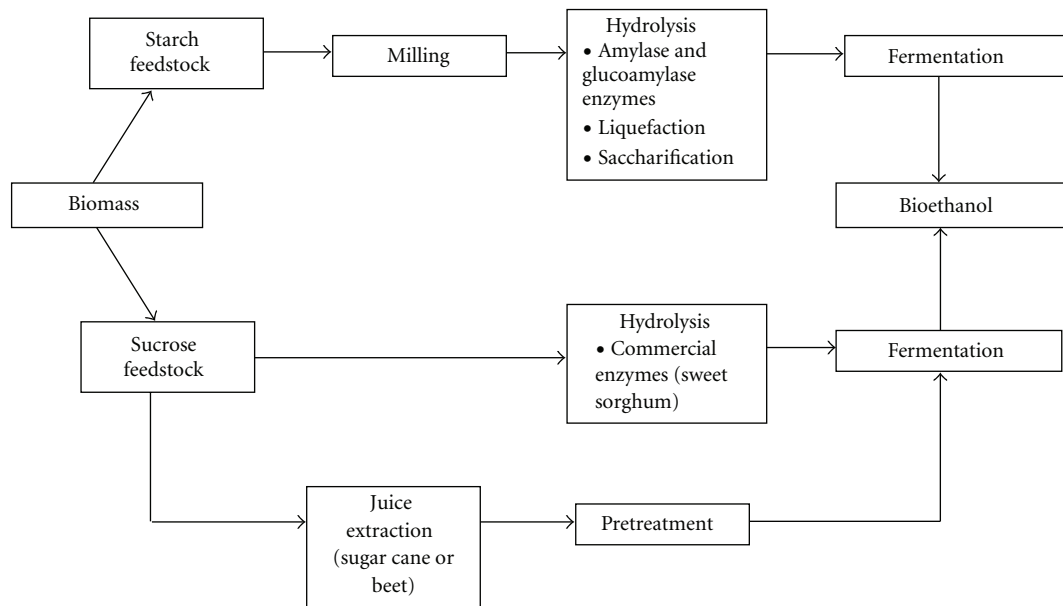 Starch
feedstock
Milling
Hydrolysis
• Amylase and
glucoamylase
enzymes
• Liquefaction
• Saccharification
Fermentation
Biomass
Bioethanol
Sucrose
feedstock
Hydrolysis
• Commercial
enzymes (sweet
sorghum)
Fermentation
Juice
extraction
(sugar cane or
beet)
Pretreatment